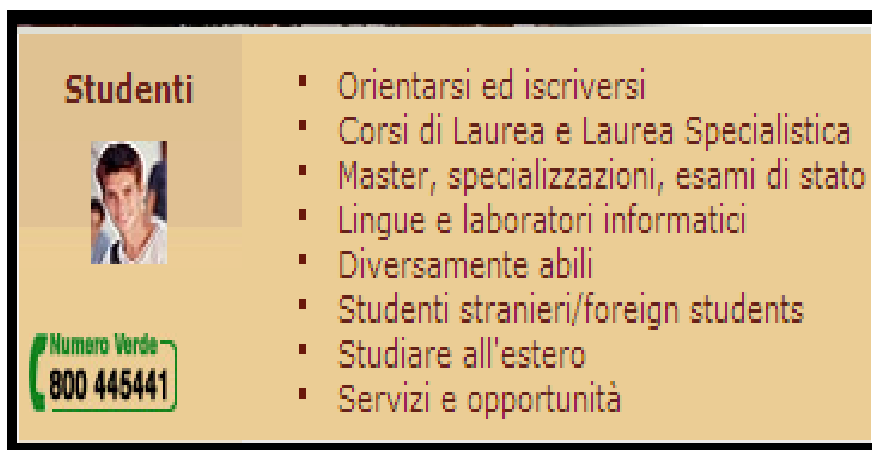 Studenti
Orientarsi ed iscriversi
Corsi di Laurea e Laurea Specialistica
Master, specializzazioni, esami di stato
Lingue e laboratori informatici
Diversamente abili
Studenti stranieri/foreign students
Studiare all'estero
Servizi e opportunità
Numero Verde
800 445441